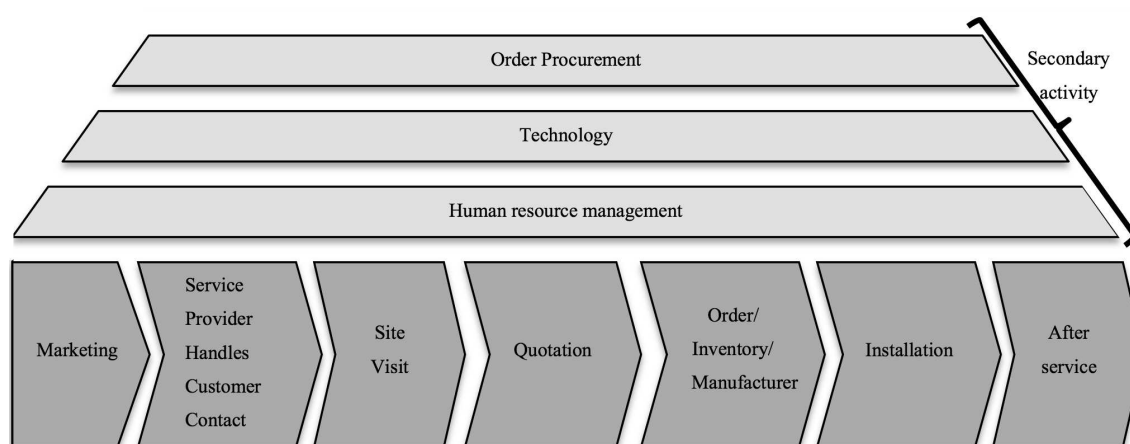 Order Procurement
Secondary
activity
Technology
Human resource management
Marketing
Service
Provider
Handles
Customer
Contact
Site
Visit
Quotation
Order/
Inventory/
Manufacturer
Installation
After
service